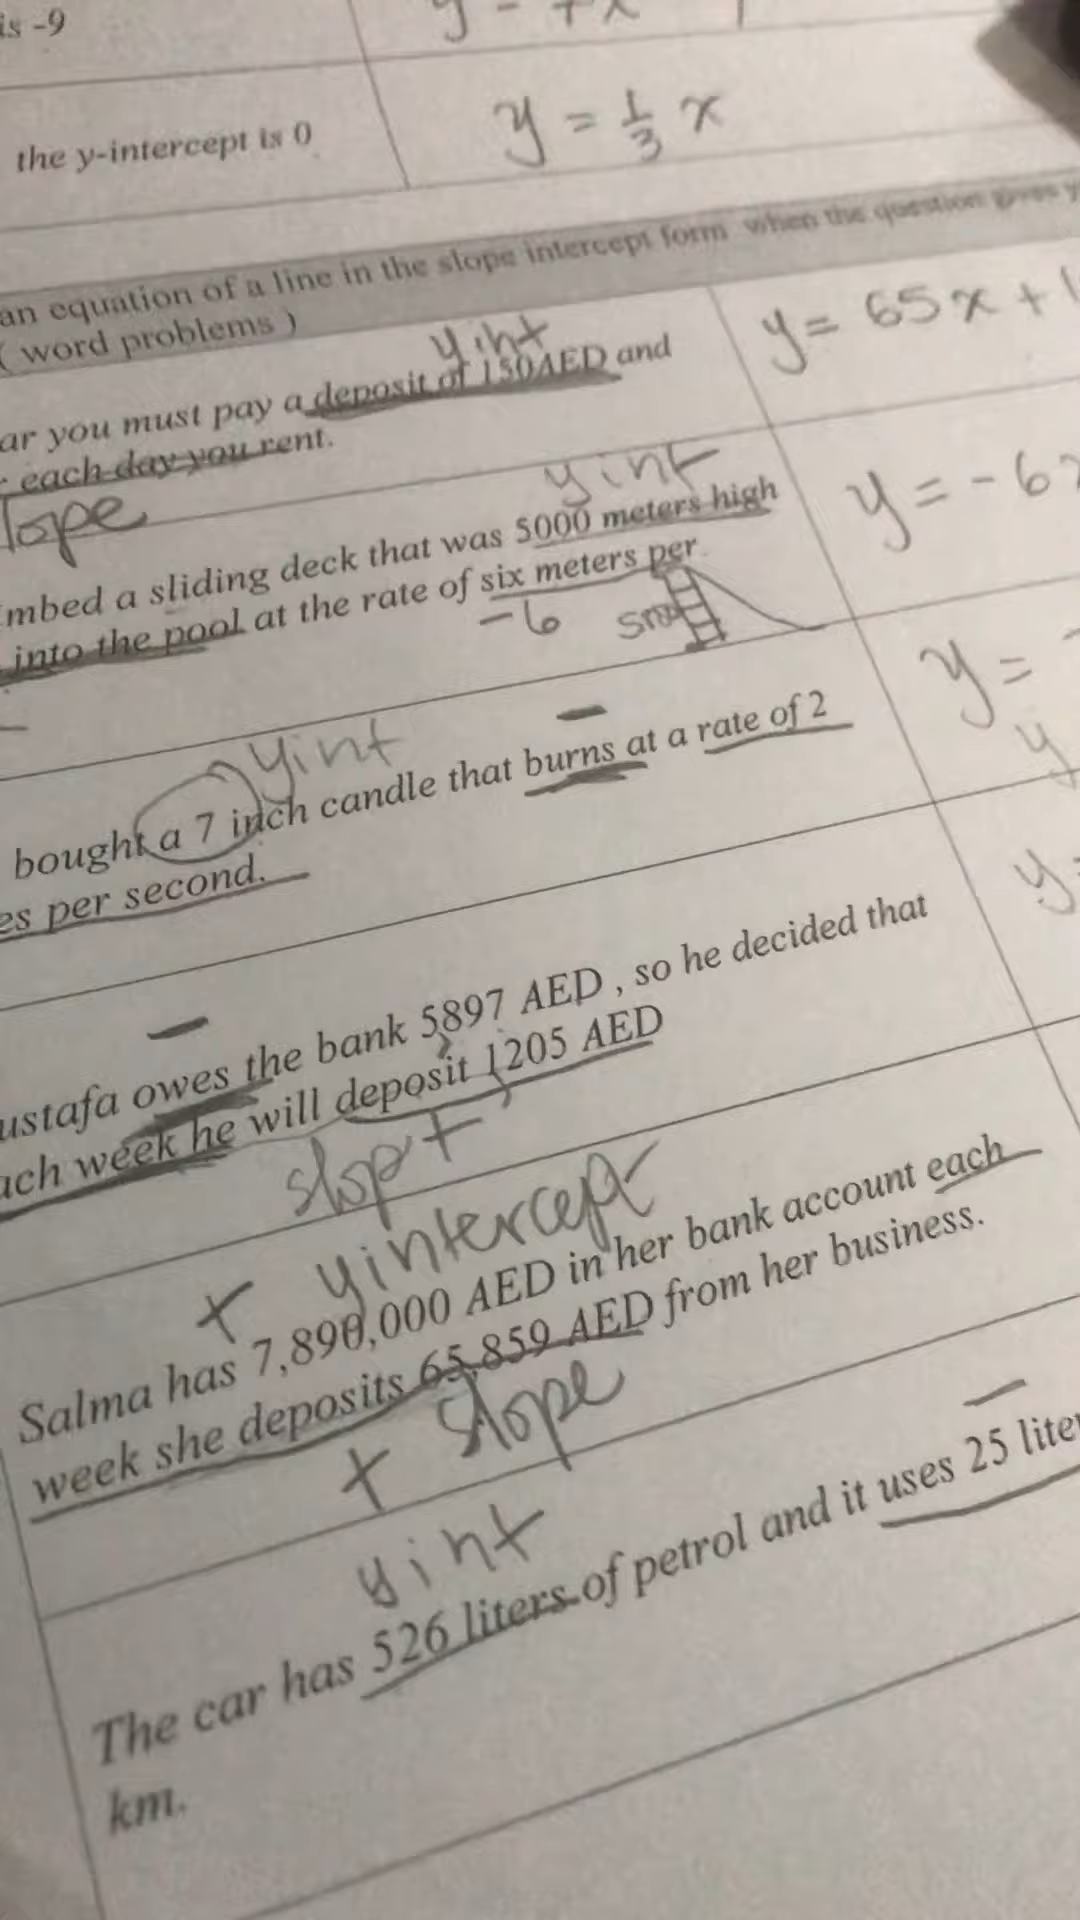 is -9
the y-intercept is 0
y = 1/3 x
an equation of a line in the slope intercept form when the question gives y
( word problems )
y int
y = 65x + 1
ar you must pay a deposit of 150AED and
each day you rent.
lope
y int
y = -6x
mbed a sliding deck that was 5000 meters high
into the pool at the rate of six meters per
-6
y =
y int
bought a 7 inch candle that burns at a rate of 2
es per second.
y
y =
ustafa owes the bank 5897 AED , so he decided that
ach week he will deposit 1205 AED
slop +
+ y intercept
Salma has 7,890,000 AED in her bank account each
week she deposits 65,859 AED from her business.
+ slope
y int
The car has 526 liters of petrol and it uses 25 lite
km.